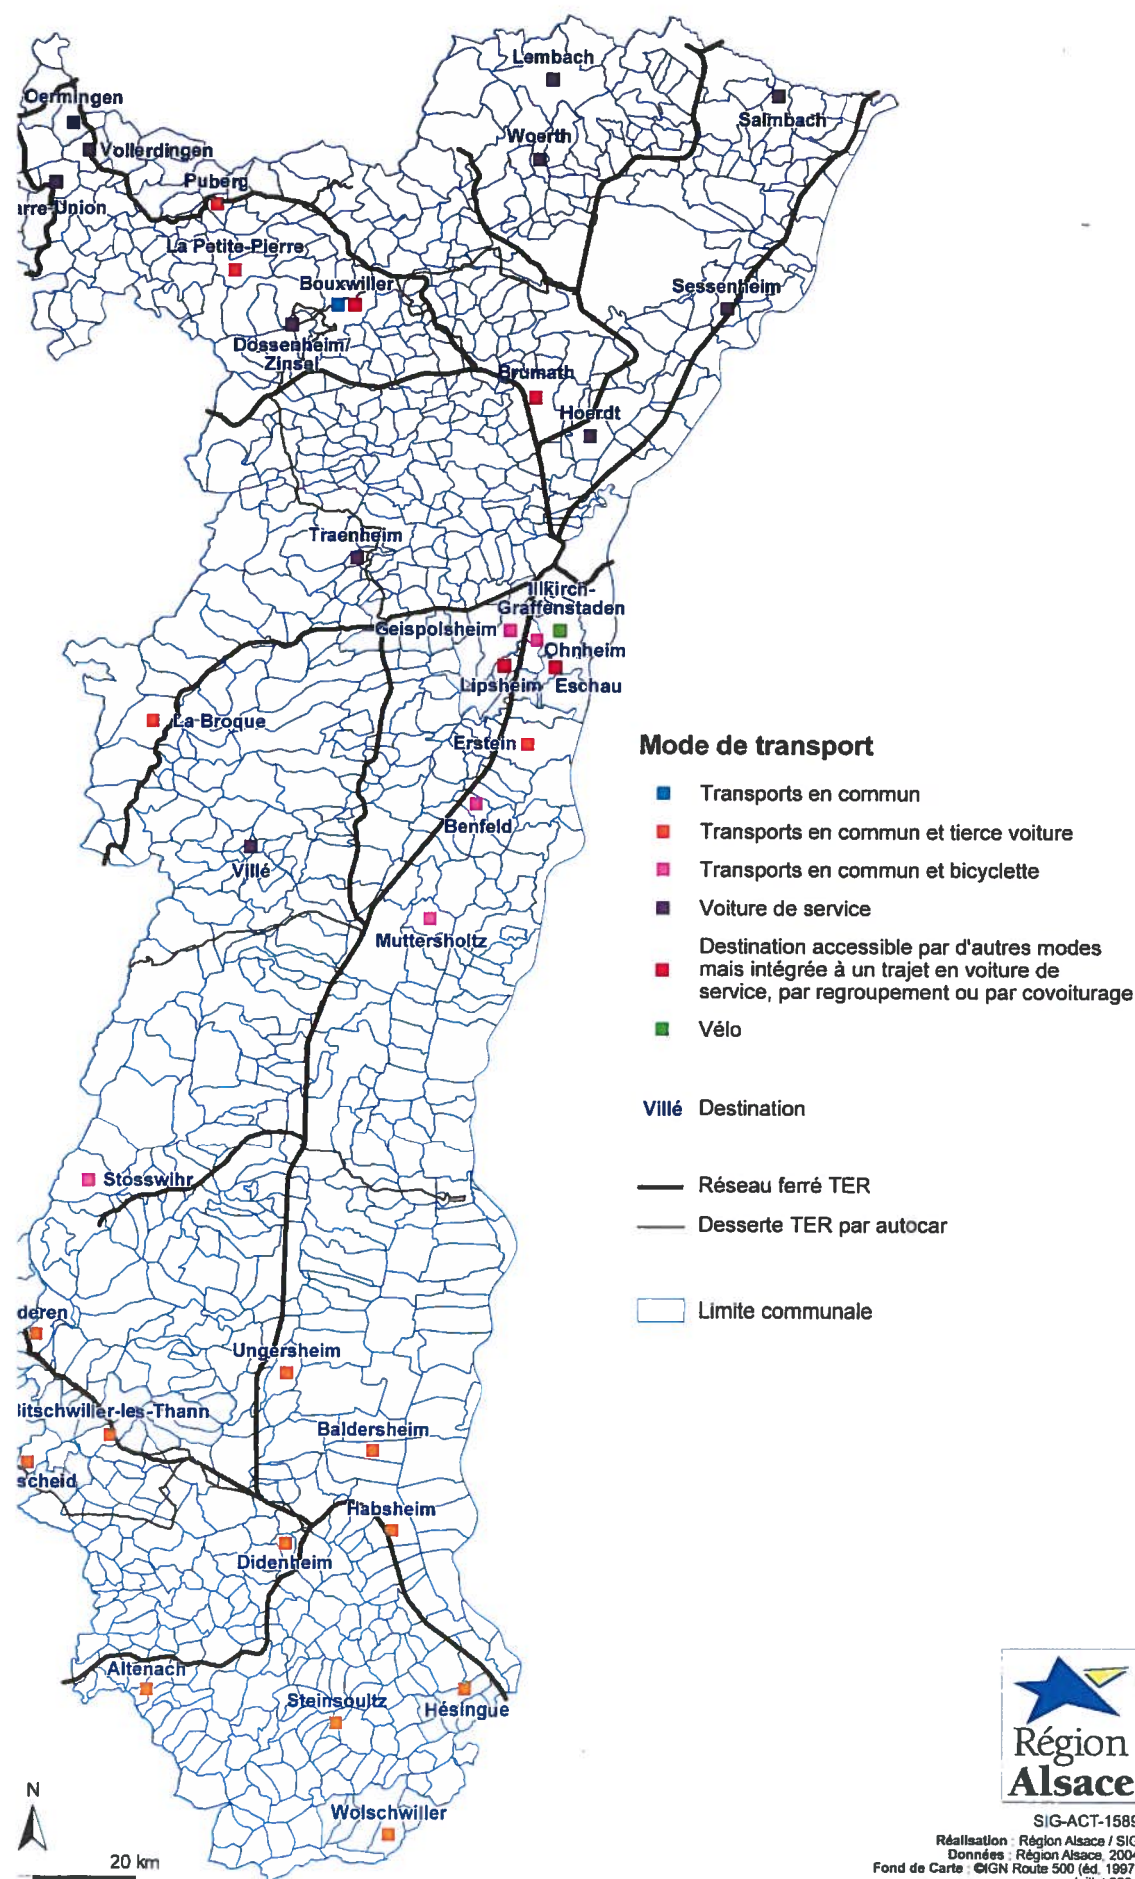 Lembach
Oermingen
Salmbach
Woerth
Vollerdingen
Puberg
arre-Union
La Petite-Pierre
Bouxwiller
Sessenheim
Dossenheim/
Zinsel
Brumath
Hoerdt
Traenheim
Illkirch-
Graffenstaden
Geispolsheim
Ohnheim
Lipsheim
Eschau
La Broque
Erstein
Benfeld
Villé
Muttersholtz
Stosswihr
deren
Ungersheim
itschwiller-les-Thann
Baldersheim
scheid
Habsheim
Didenheim
Altenach
Steinsoultz
Hésingue
Wolschwiller
N
20 km
Mode de transport
Transports en commun
Transports en commun et tierce voiture
Transports en commun et bicyclette
Voiture de service
Destination accessible par d'autres modes
mais intégrée à un trajet en voiture de
service, par regroupement ou par covoiturage
Vélo
Villé Destination
Réseau ferré TER
Desserte TER par autocar
Limite communale
Région
Alsace
SIG-ACT-1589
Réalisation : Région Alsace / SIG
Données : Région Alsace, 2004
Fond de Carte : ©IGN Route 500 (éd. 1997)